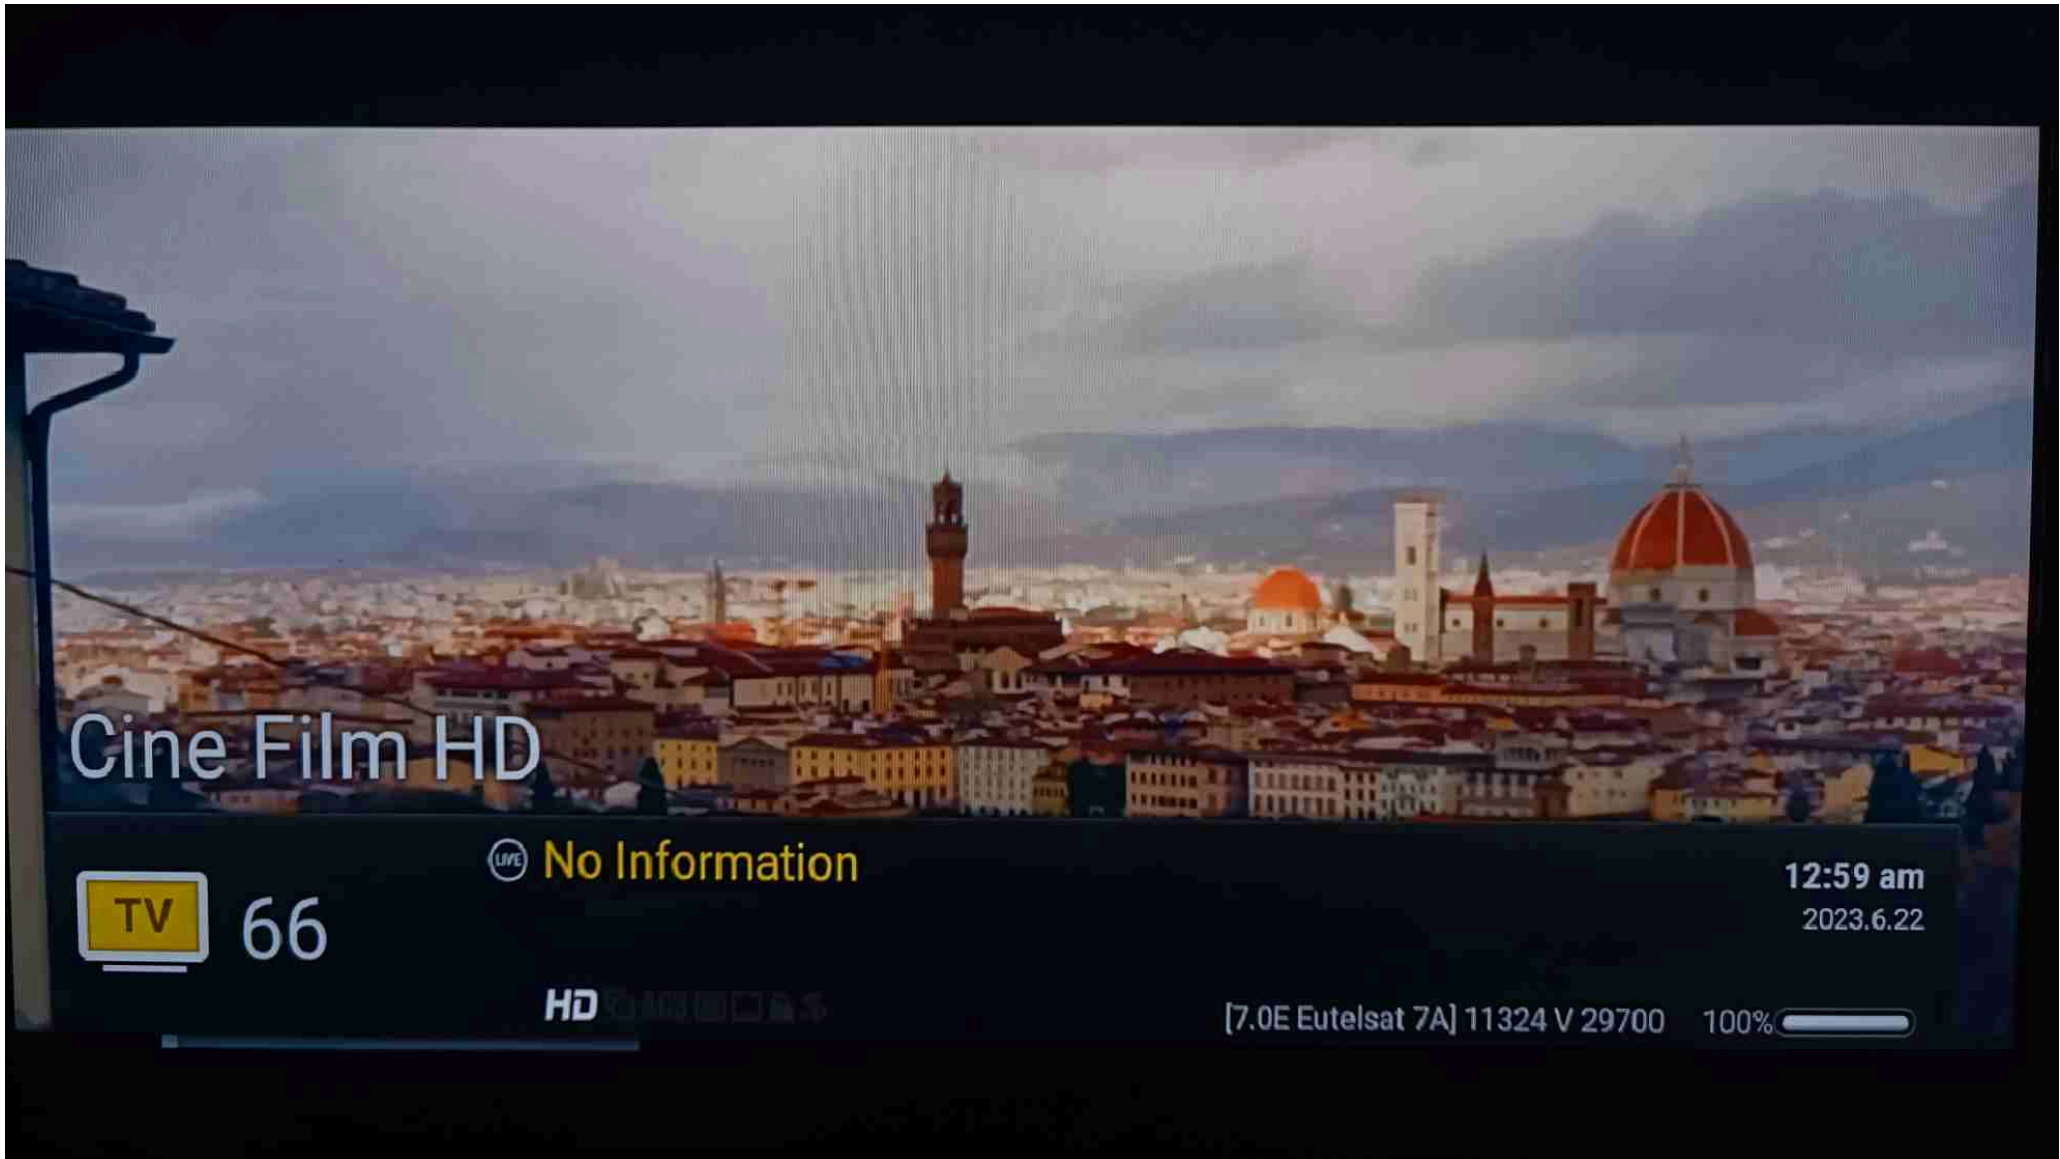 Cine Film HD
LIVE No Information
TV 66
12:59 am
2023.6.22
HD
[7.0E Eutelsat 7A] 11324 V 29700 100%